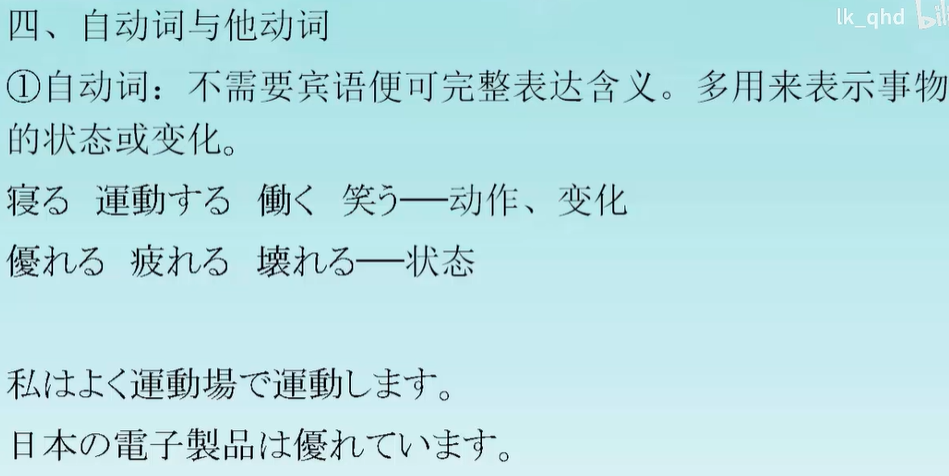 lk_qhd
四、自动词与他动词
①自动词：不需要宾语便可完整表达含义。多用来表示事物
的状态或变化。
寝る 運動する 働く 笑う──动作、变化
優れる 疲れる 壊れる──状态
私はよく運動場で運動します。
日本の電子製品は優れています。